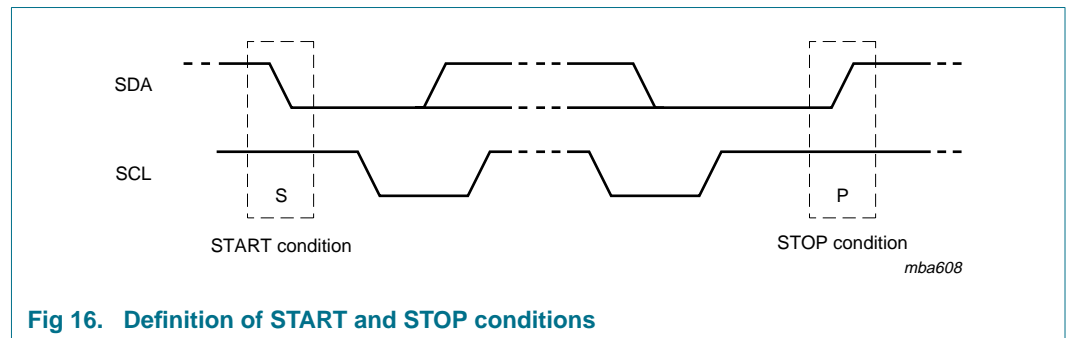 SDA
SCL
S
P
START condition
STOP condition
mba608
Fig 16. Definition of START and STOP conditions